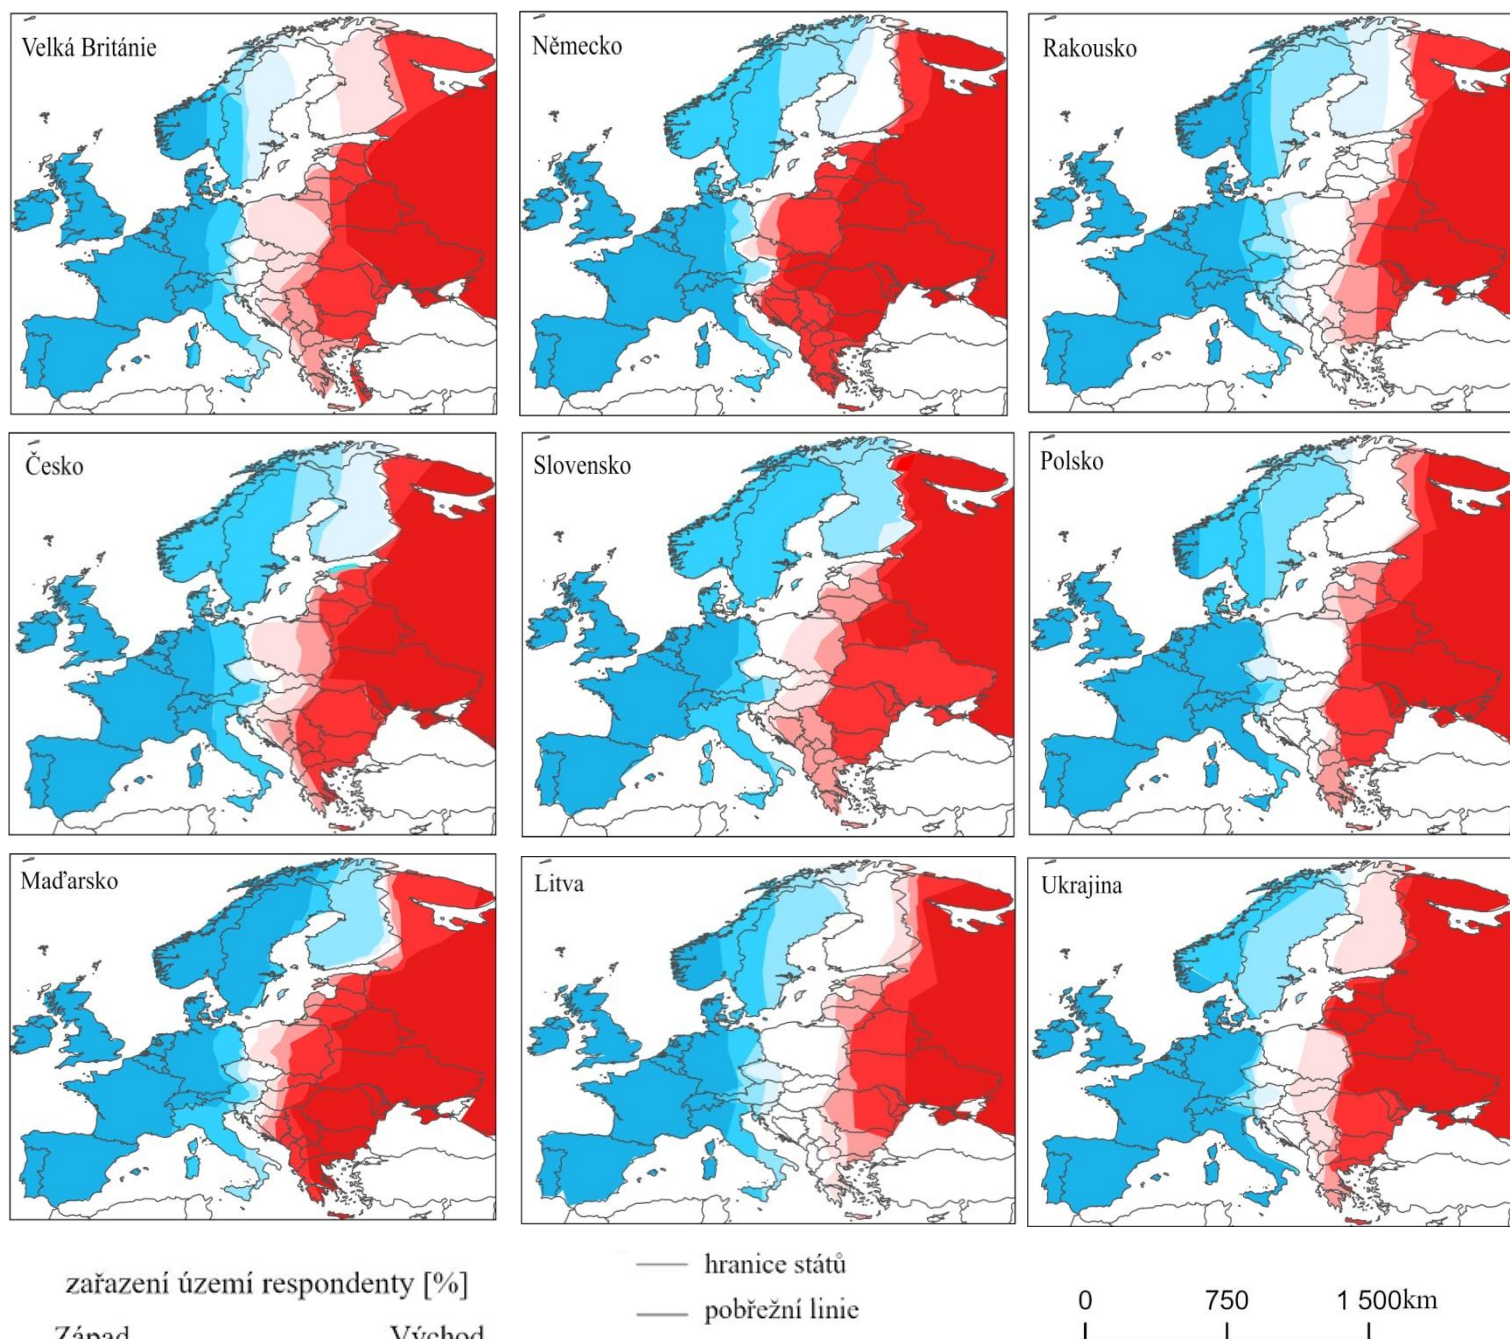 Velká Británie
Německo
Rakousko
Česko
Slovensko
Polsko
Maďarsko
Litva
Ukrajina
zařazení území respondenty [%]
Západ Východ
hranice států
pobřežní linie
0 750 1 500km